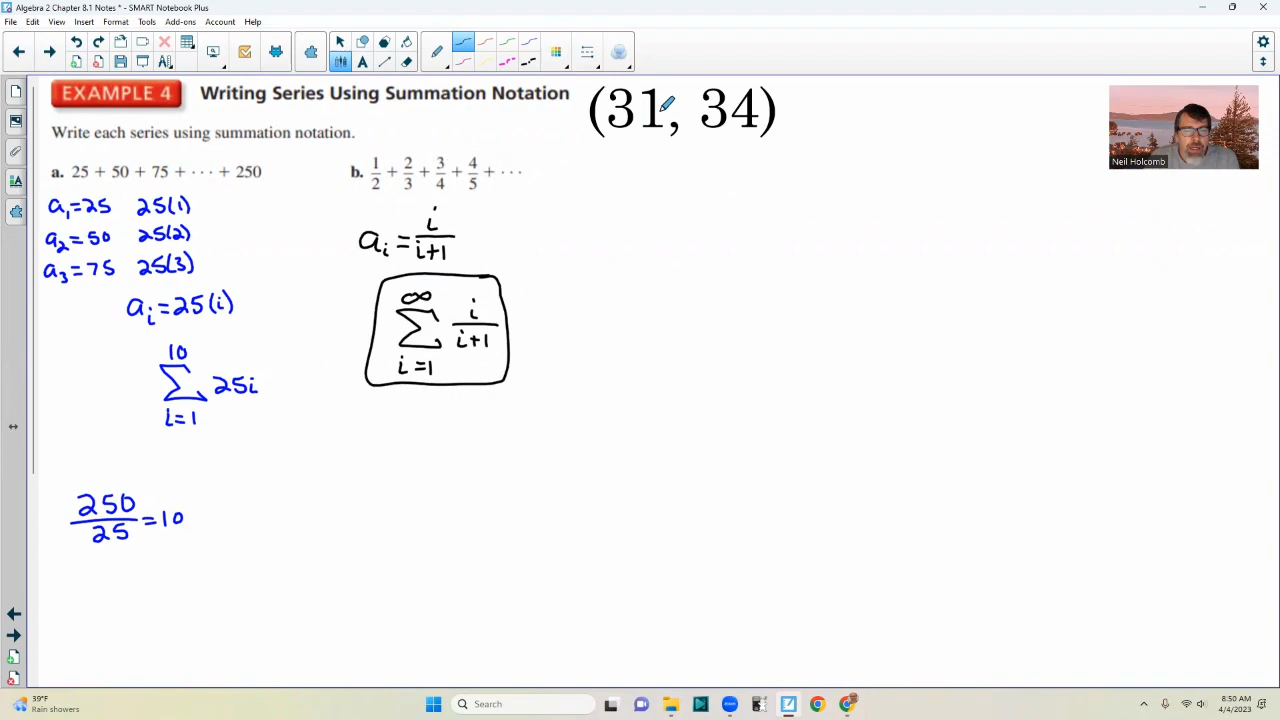 Algebra 2 Chapter 8.1 Notes * - SMART Notebook Plus
File Edit View Insert Format Tools Add-ons Account Help
EXAMPLE 4 Writing Series Using Summation Notation
(31, 34)
Write each series using summation notation.
a. 25 + 50 + 75 + · · · + 250
b. 1/2 + 2/3 + 3/4 + 4/5 + · · ·
a₁=25 25(1)
a₂=50 25(2)
a₃=75 25(3)
aᵢ=25(i)
10
∑ 25i
i=1
250/25 =10
aᵢ = i/i+1
∞
∑ i/i+1
i=1
Neil Holcomb
39°F
Rain showers
Search
8:50 AM
4/4/2023